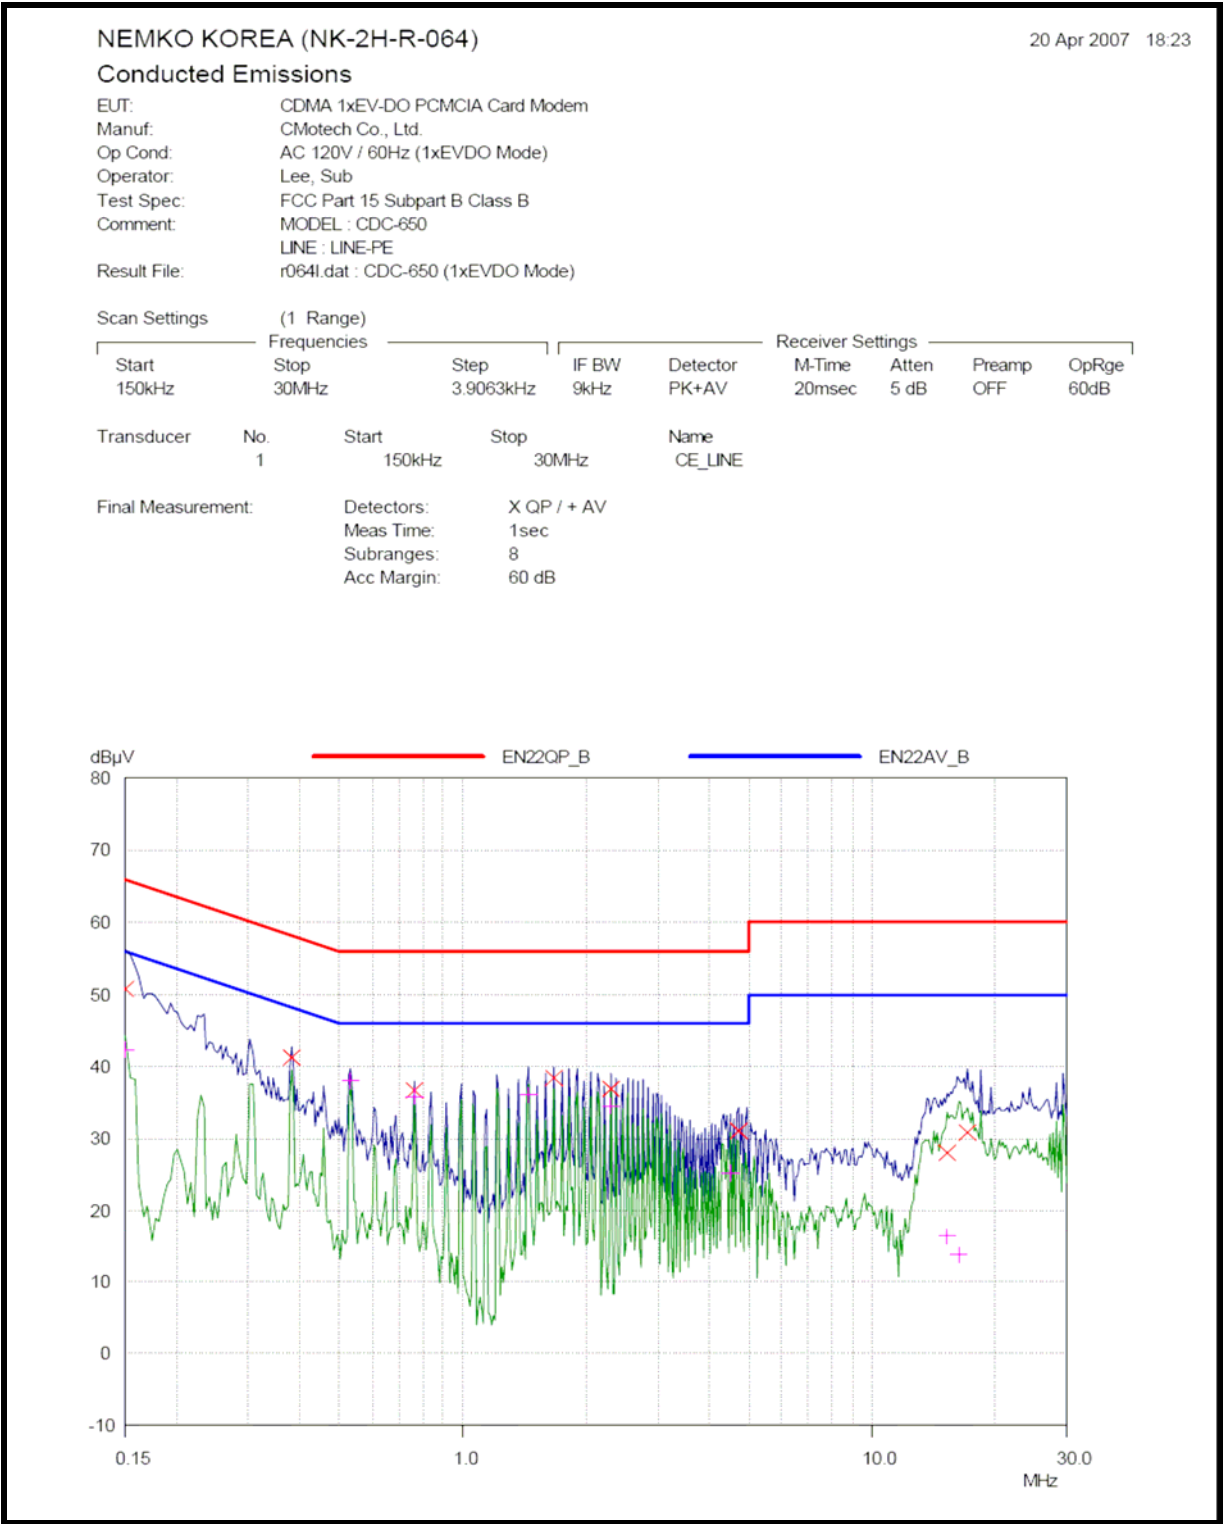 NEMKO KOREA (NK-2H-R-064) 20 Apr 2007 18:23
Conducted Emissions
EUT: CDMA 1xEV-DO PCMCIA Card Modem
Manuf: CMotech Co., Ltd.
Op Cond: AC 120V / 60Hz (1xEVDO Mode)
Operator: Lee, Sub
Test Spec: FCC Part 15 Subpart B Class B
Comment: MODEL : CDC-650
LINE : LINE-PE
Result File: r064l.dat : CDC-650 (1xEVDO Mode)
Scan Settings (1 Range)
Frequencies Receiver Settings
Start Stop Step IF BW Detector M-Time Atten Preamp OpRge
150kHz 30MHz 3.9063kHz 9kHz PK+AV 20msec 5 dB OFF 60dB
Transducer No. Start Stop Name
1 150kHz 30MHz CE_LINE
Final Measurement: Detectors: X QP / + AV
Meas Time: 1sec
Subranges: 8
Acc Margin: 60 dB
dBµV EN22QP_B EN22AV_B
80
70
60
50
40
30
20
10
0
-10
0.15 1.0 10.0 30.0
MHz